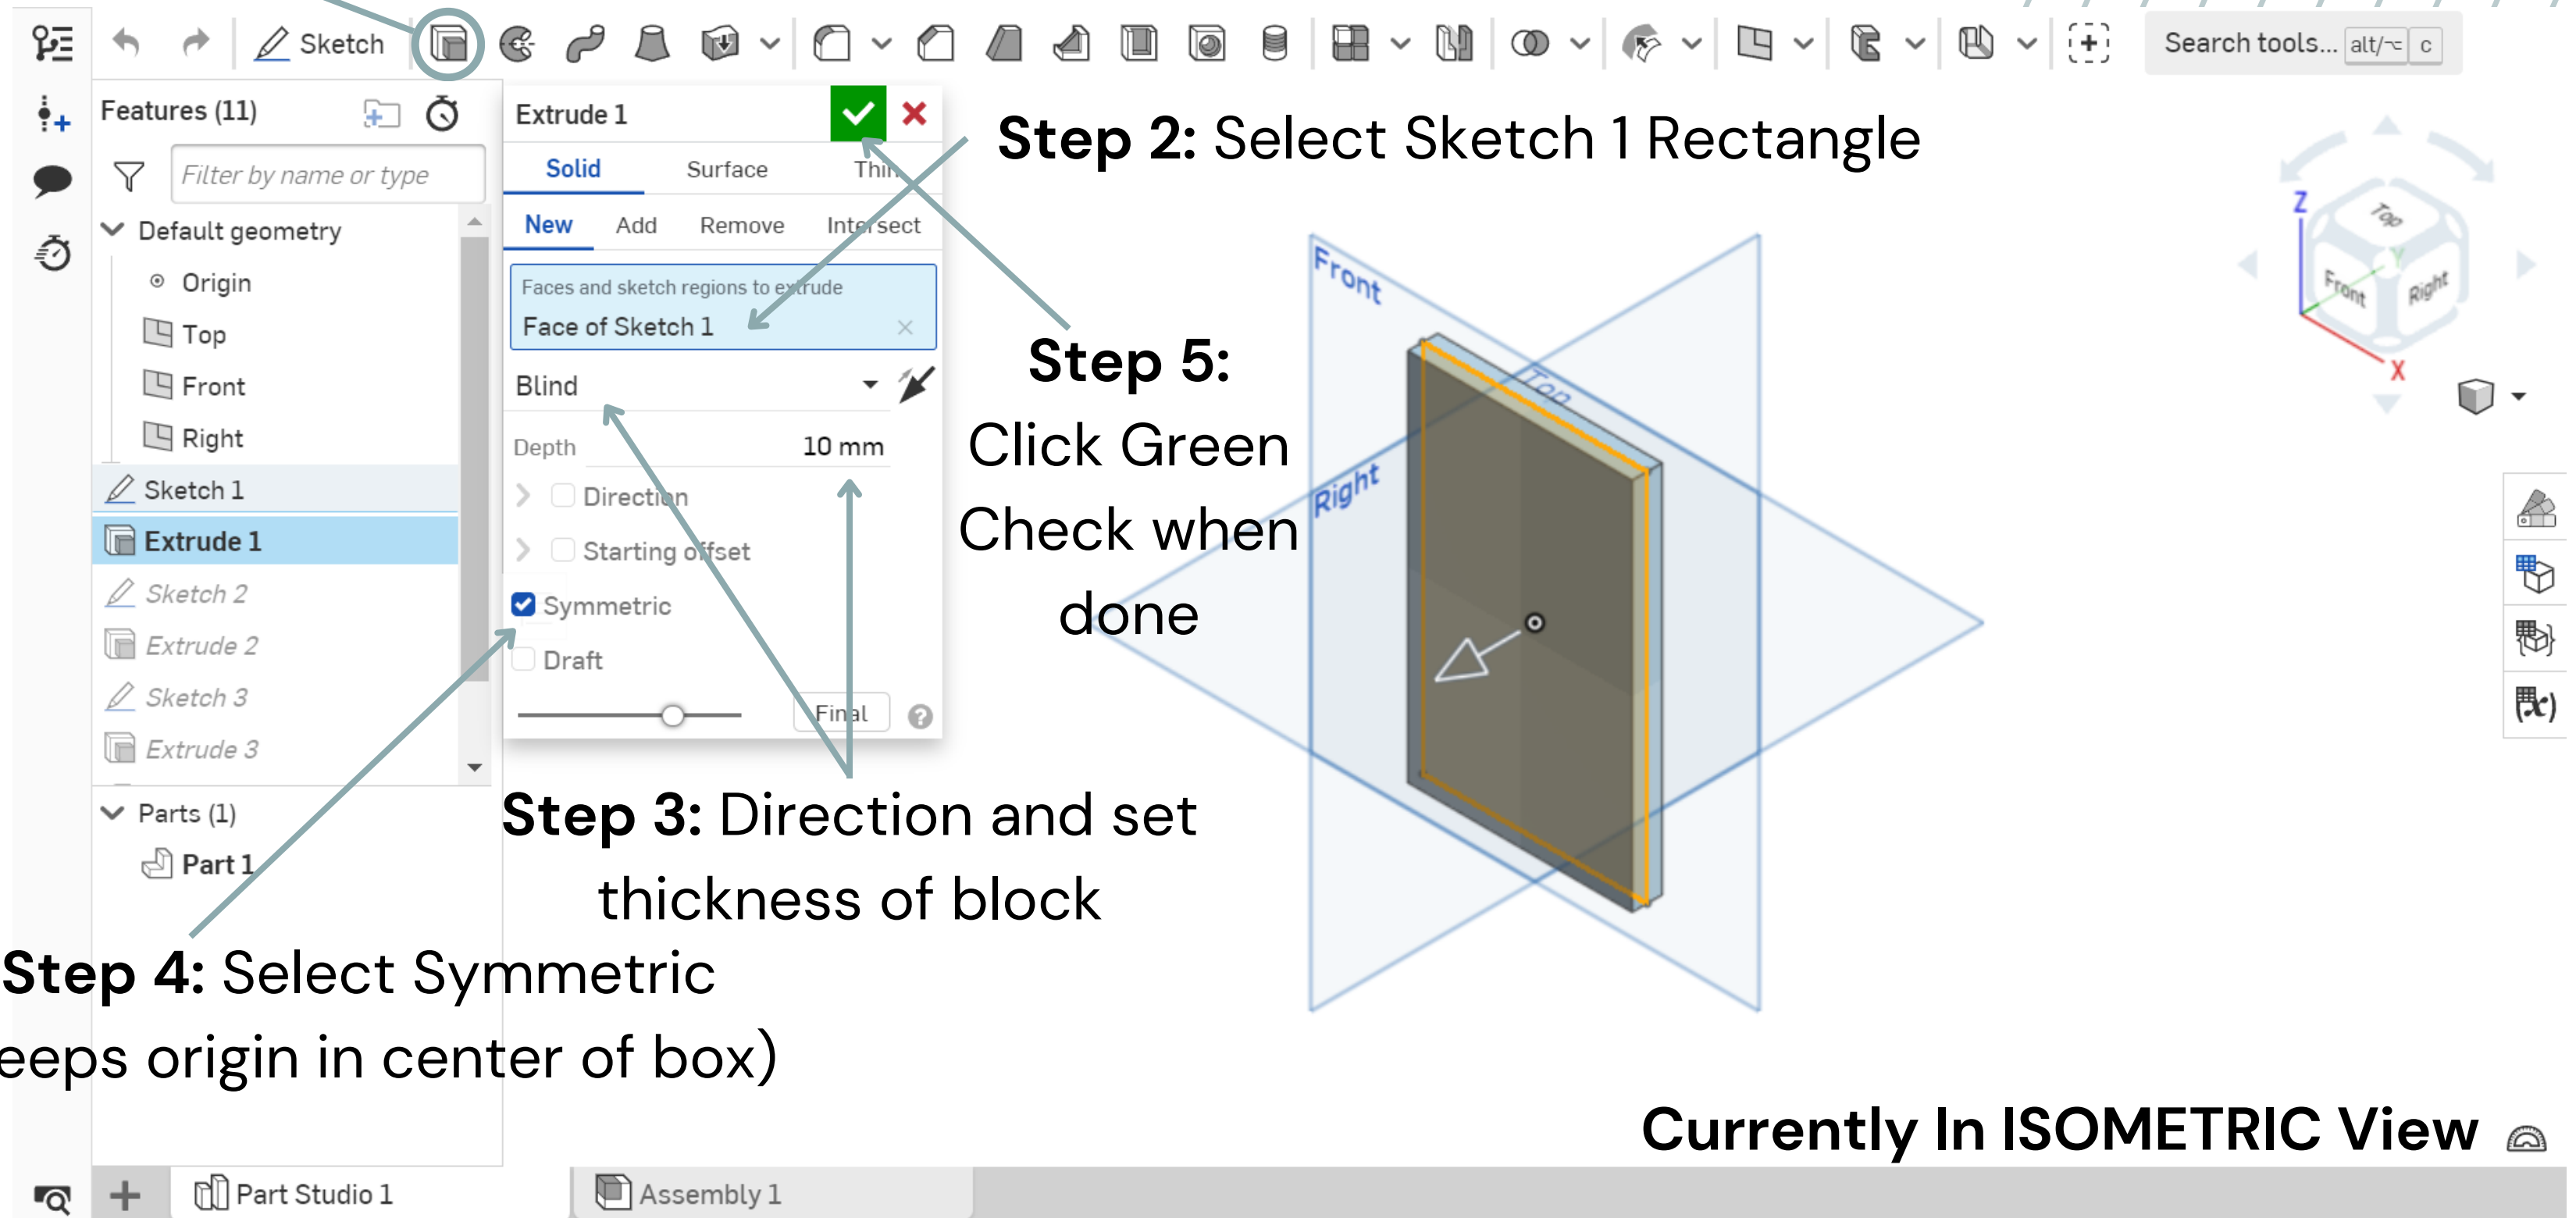 Sketch
Search tools... alt/⌥ c
Features (11)
Filter by name or type
Default geometry
Origin
Top
Front
Right
Sketch 1
Extrude 1
Sketch 2
Extrude 2
Sketch 3
Extrude 3
Parts (1)
Part 1
Extrude 1
Solid Surface Thin
New Add Remove Intersect
Faces and sketch regions to extrude
Face of Sketch 1
Blind
Depth 10 mm
Direction
Starting offset
Symmetric
Draft
Final
Step 2: Select Sketch 1 Rectangle
Step 5:
Click Green
Check when
done
Step 3: Direction and set
thickness of block
Step 4: Select Symmetric
eeps origin in center of box)
Front
Top
Right
Z
Top
Y
Front
Right
X
(x)
Currently In ISOMETRIC View
Part Studio 1
Assembly 1